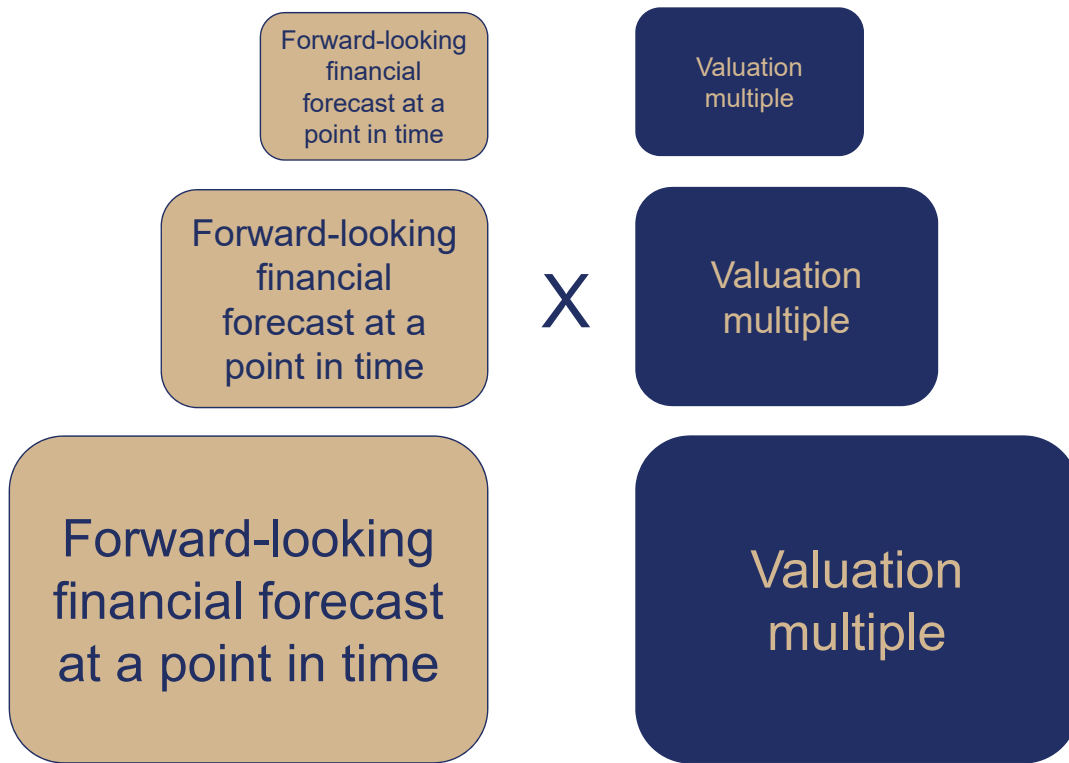 Forward-looking
financial
forecast at a
point in time
Valuation
multiple
Forward-looking
financial
forecast at a
point in time
X
Valuation
multiple
Forward-looking
financial forecast
at a point in time
Valuation
multiple